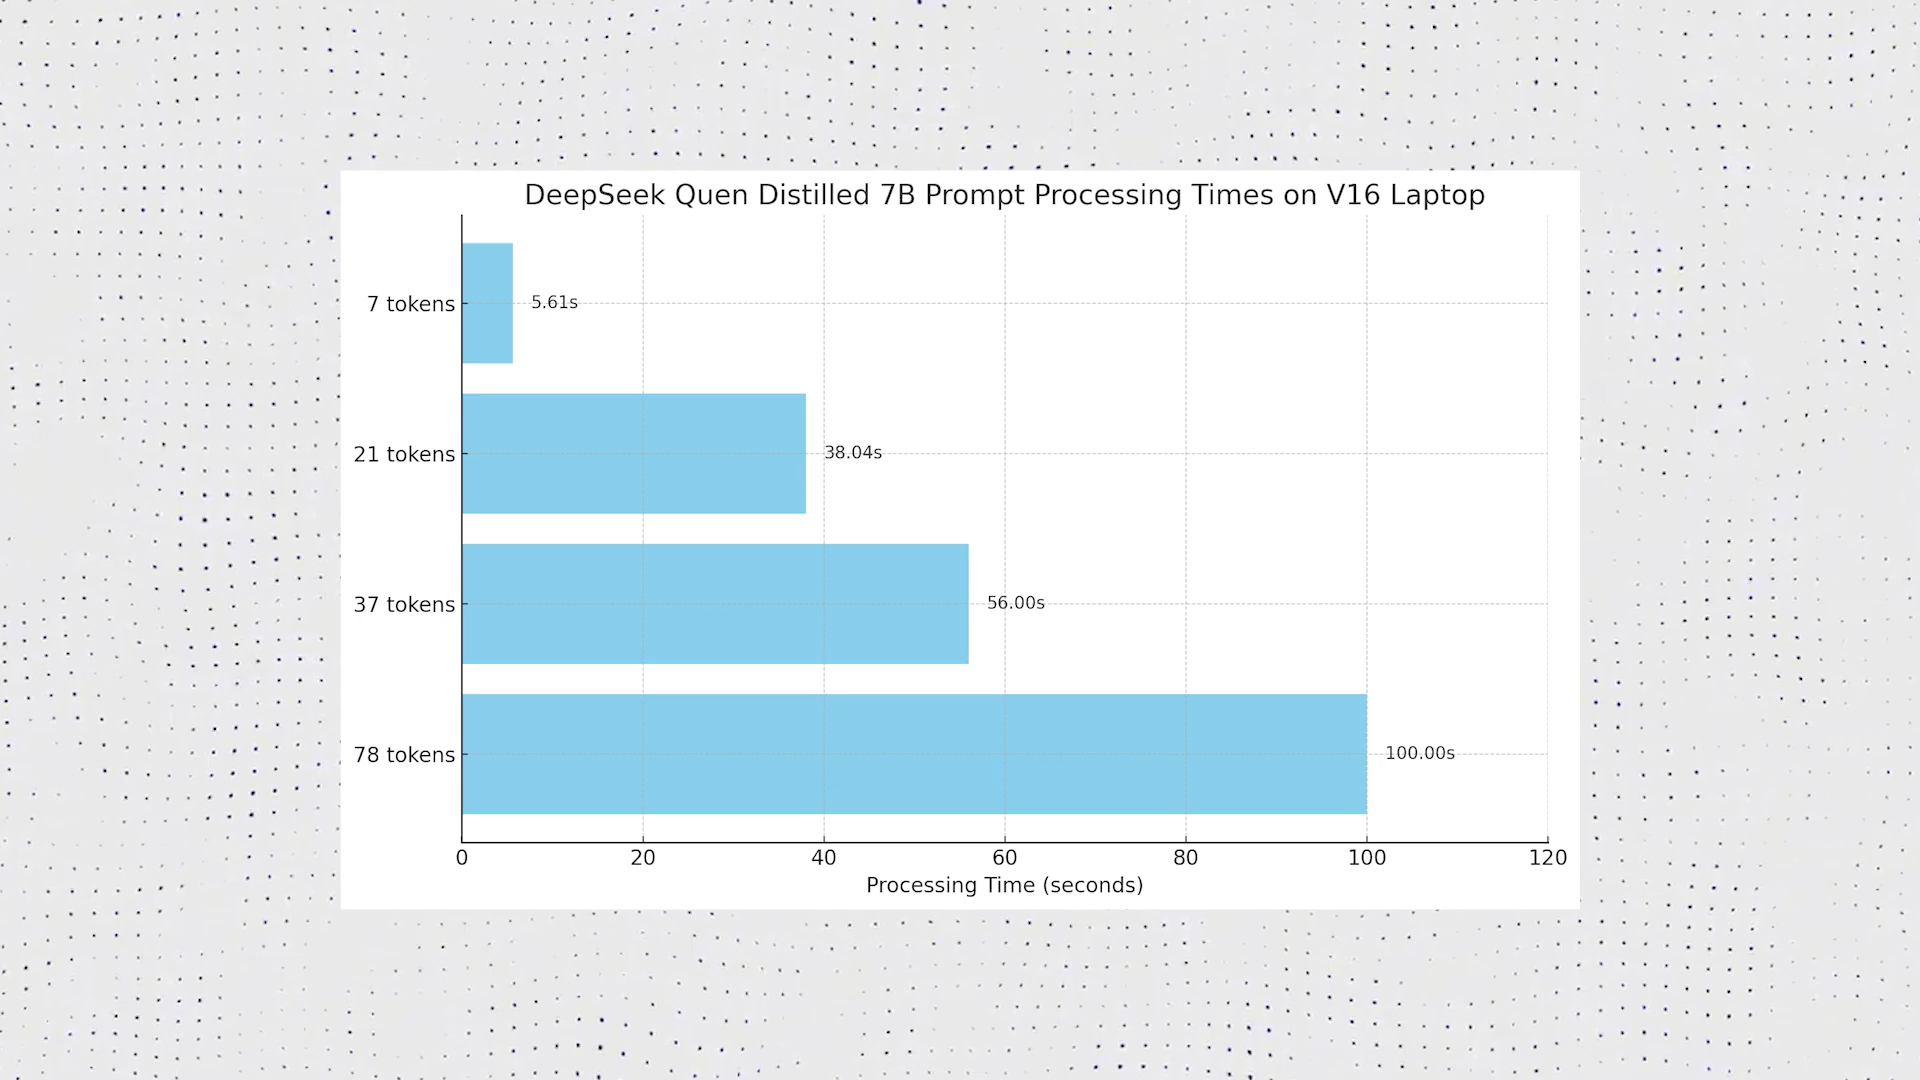 DeepSeek Quen Distilled 7B Prompt Processing Times on V16 Laptop
7 tokens
5.61s
21 tokens
38.04s
37 tokens
56.00s
78 tokens
100.00s
0 20 40 60 80 100 120
Processing Time (seconds)